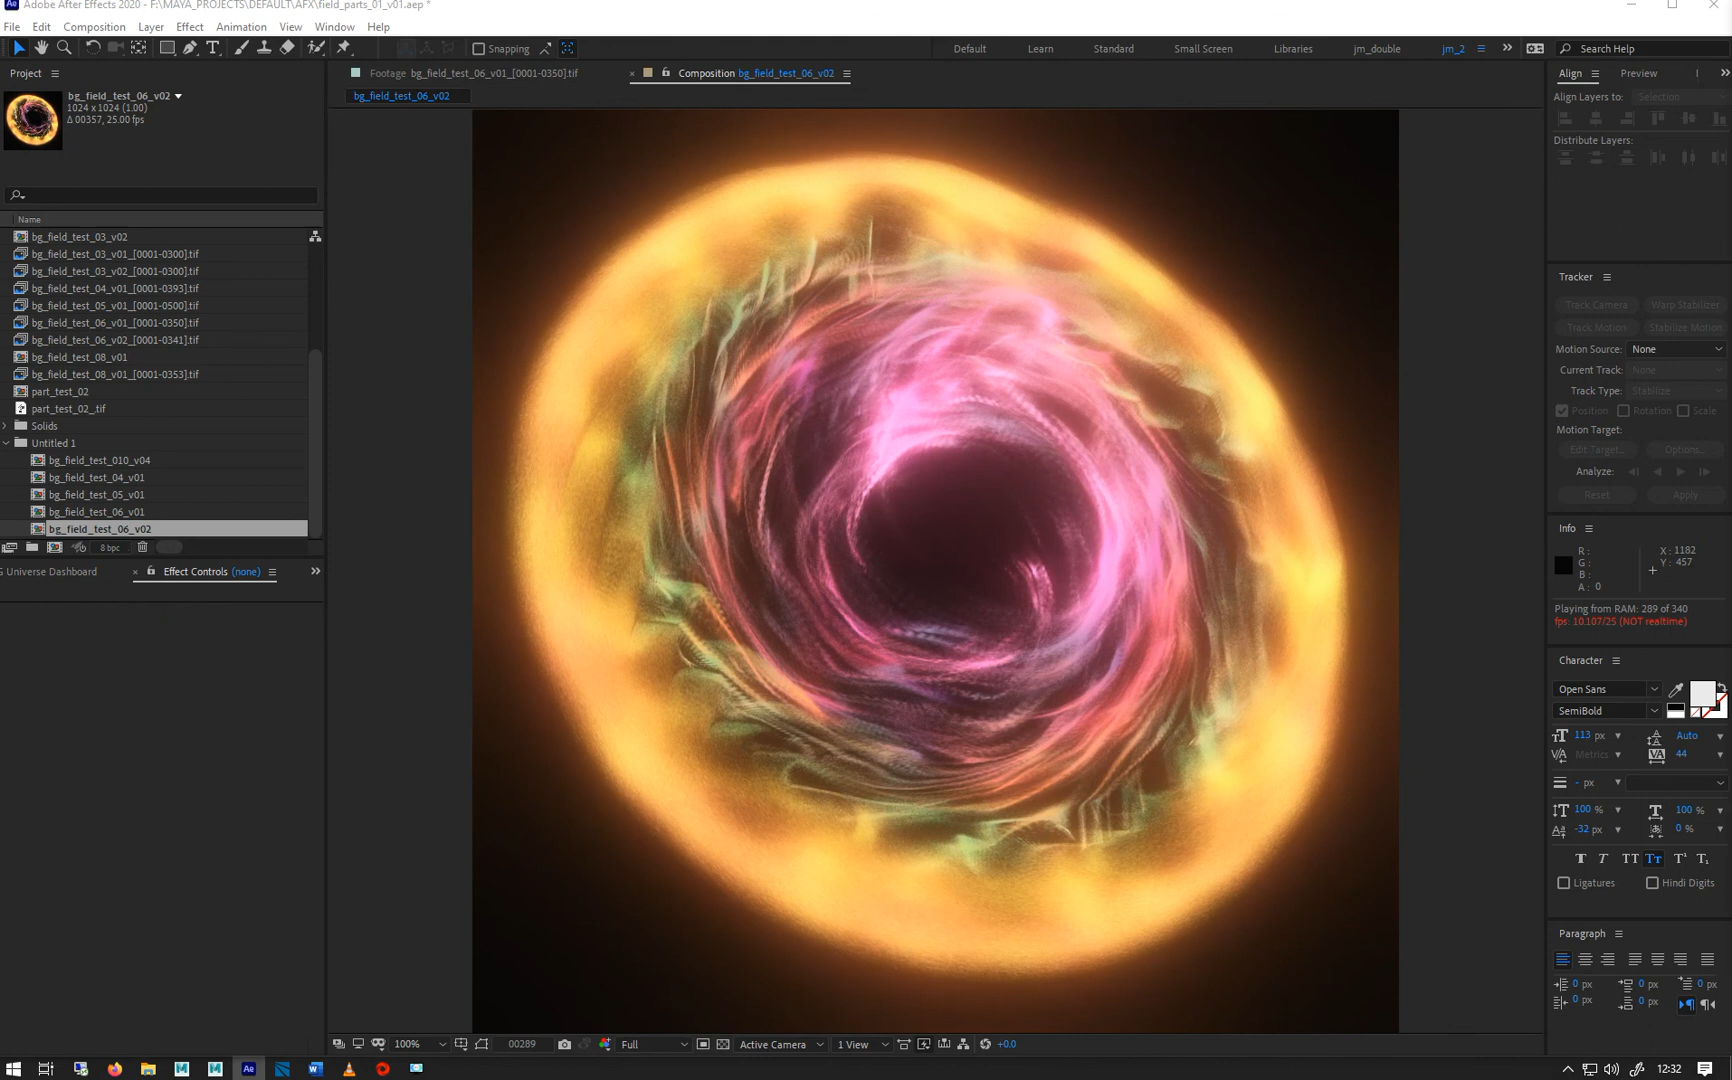 Adobe After Effects 2020 - F:\MAYA_PROJECTS\DEFAULT\AFX\field_parts_01_v01.aep *
File Edit Composition Layer Effect Animation View Window Help
Snapping
Default Learn Standard Small Screen Libraries jm_double jm_2 Search Help
Project
bg_field_test_06_v02
1024 x 1024 (1.00)
Δ 00357, 25.00 fps
Name
bg_field_test_03_v02
bg_field_test_03_v01_[0001-0300].tif
bg_field_test_03_v02_[0001-0300].tif
bg_field_test_04_v01_[0001-0393].tif
bg_field_test_05_v01_[0001-0500].tif
bg_field_test_06_v01_[0001-0350].tif
bg_field_test_06_v02_[0001-0341].tif
bg_field_test_08_v01
bg_field_test_08_v01_[0001-0353].tif
part_test_02
part_test_02_.tif
Solids
Untitled 1
bg_field_test_010_v04
bg_field_test_04_v01
bg_field_test_05_v01
bg_field_test_06_v01
bg_field_test_06_v02
8 bpc
G Universe Dashboard
Effect Controls (none)
Footage bg_field_test_06_v01_[0001-0350].tif
Composition bg_field_test_06_v02
bg_field_test_06_v02
100%
00289
Full
Active Camera
1 View
+0.0
Align Preview
Align Layers to: Selection
Distribute Layers:
Tracker
Track Camera Warp Stabilizer
Track Motion Stabilize Motion
Motion Source: None
Current Track: None
Track Type: Stabilize
Position Rotation Scale
Motion Target:
Edit Target... Options...
Analyze:
Reset Apply
Info
R :
G :
B :
A : 0
X : 1182
Y : 457
Playing from RAM: 289 of 340
fps: 10.107/25 (NOT realtime)
Character
Open Sans
SemiBold
113 px Auto
Metrics 44
- px
100 % 100 %
-32 px 0 %
Ligatures Hindi Digits
Paragraph
0 px 0 px 0 px
0 px 0 px
12:32